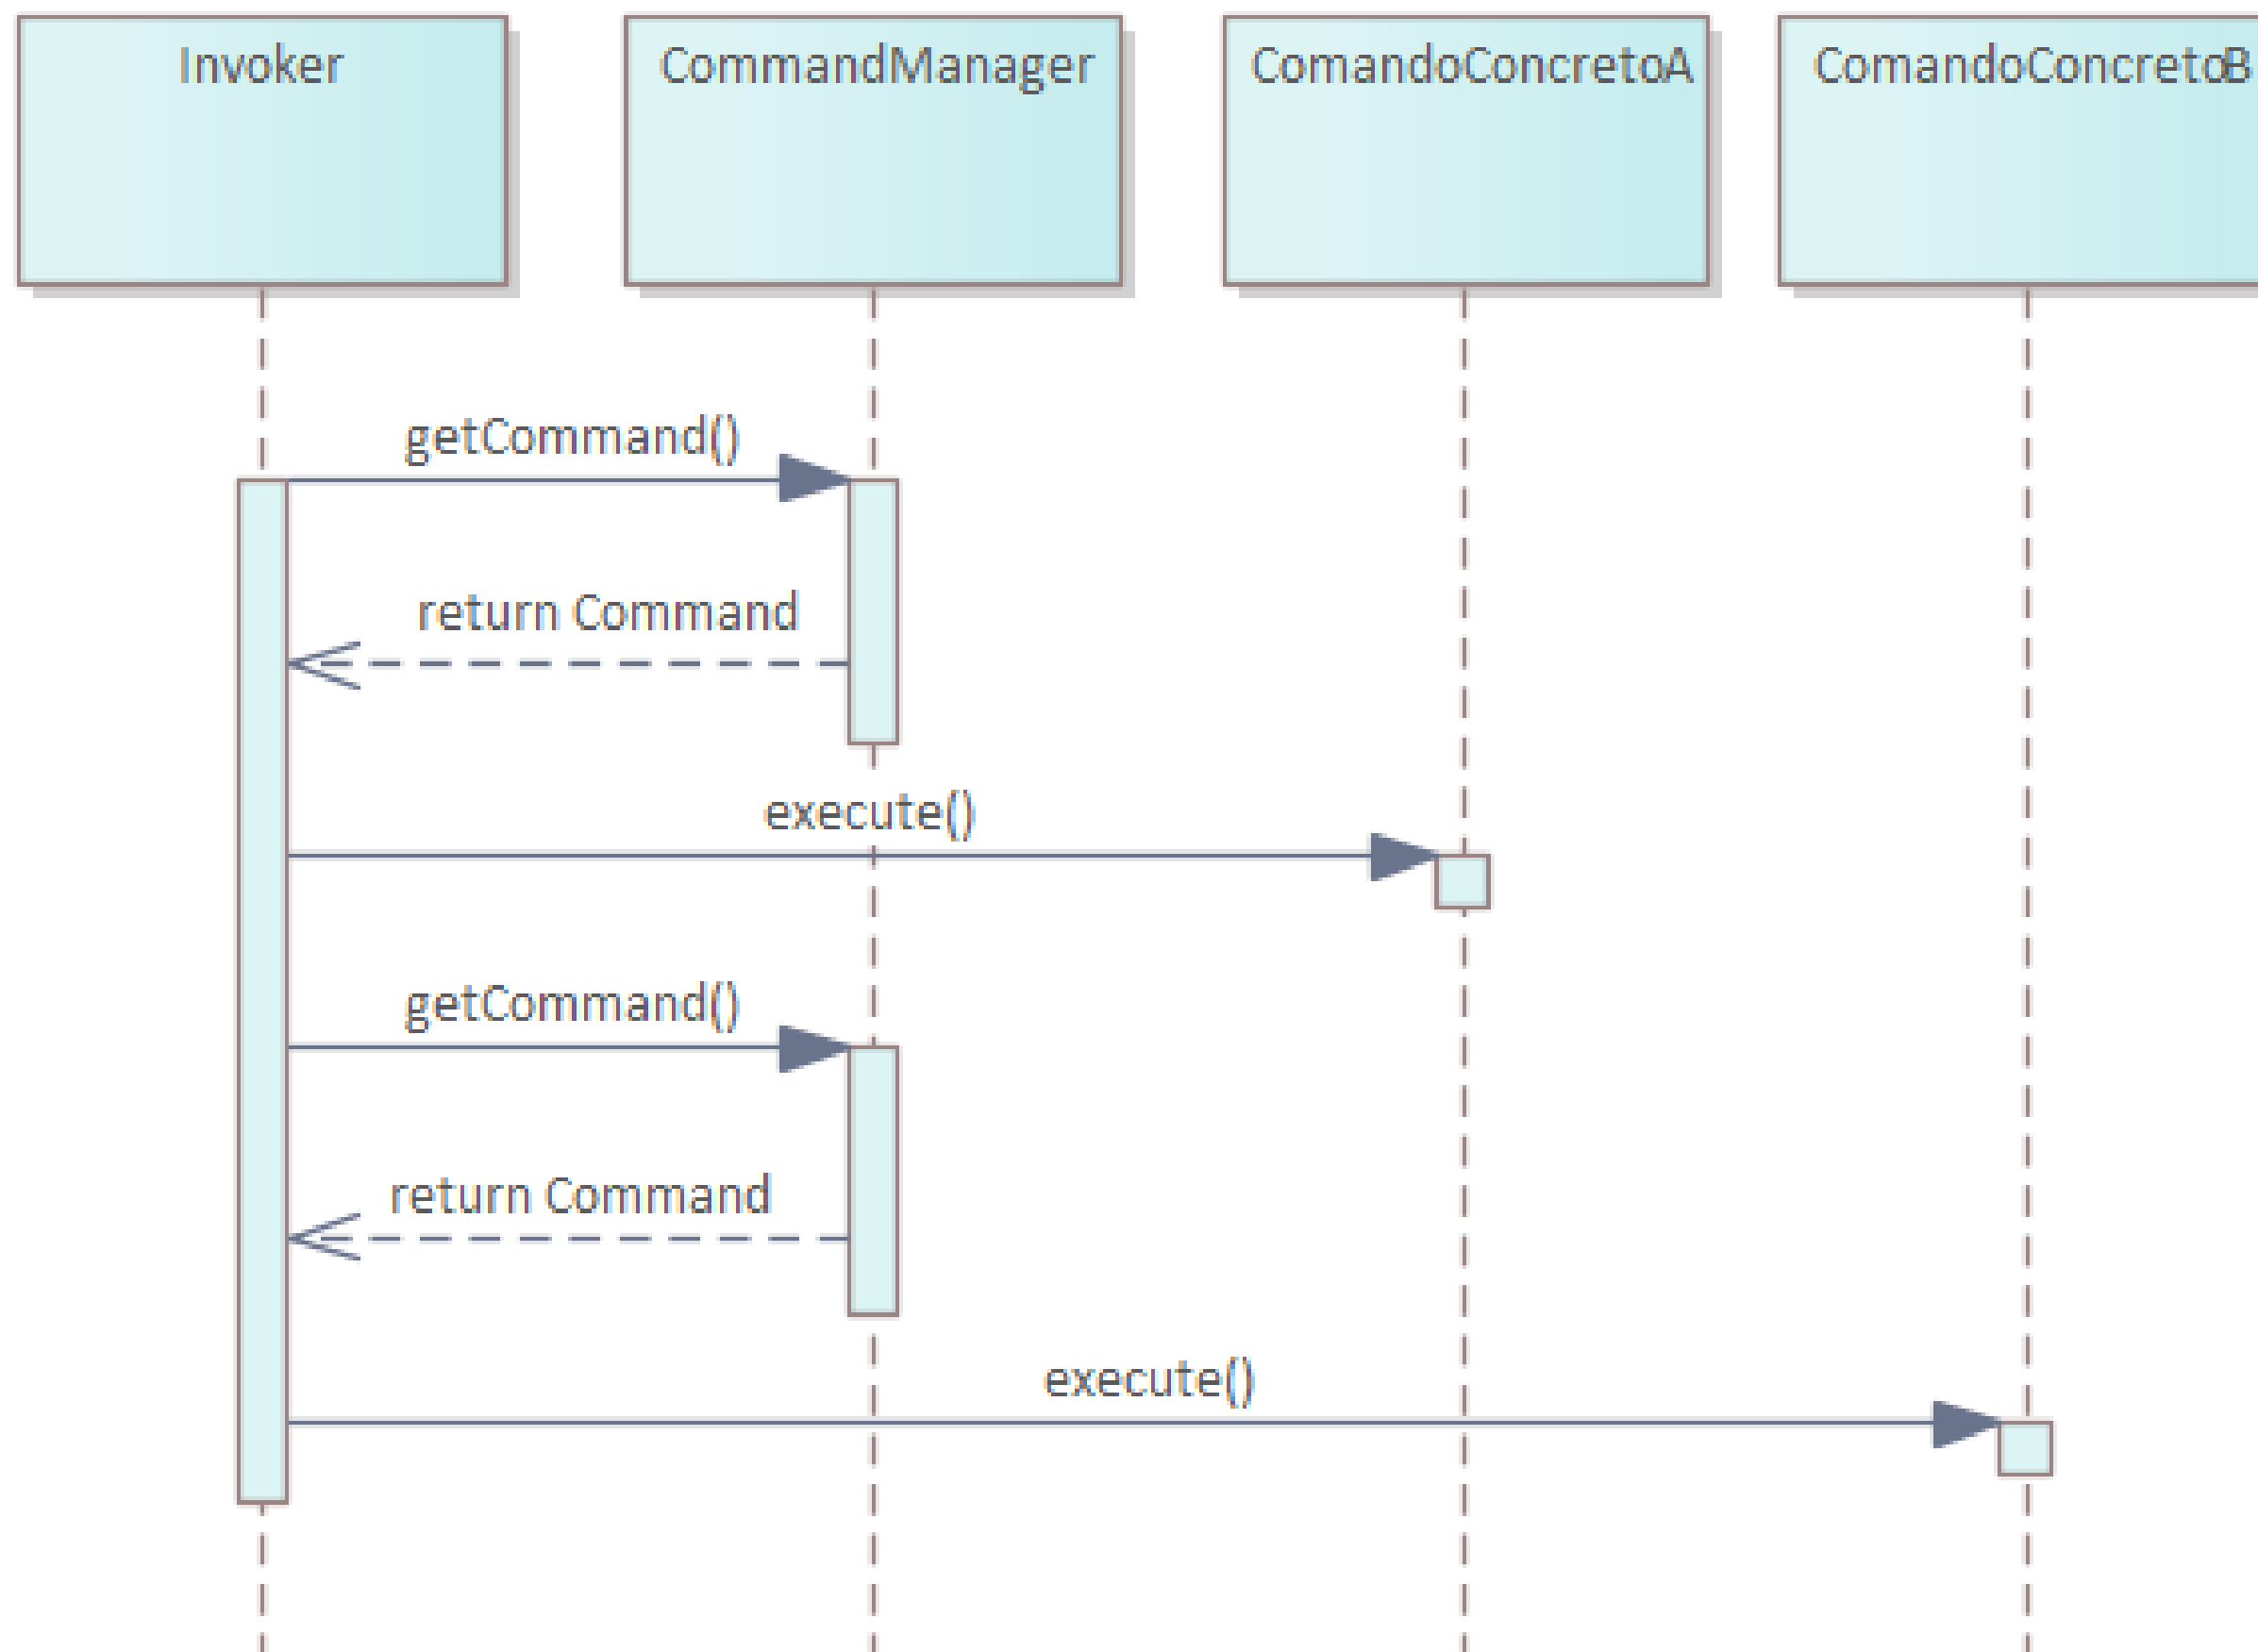 Invoker
CommandManager
ComandoConcretoA
ComandoConcretoB
getCommand()
return Command
execute()
getCommand()
return Command
execute()